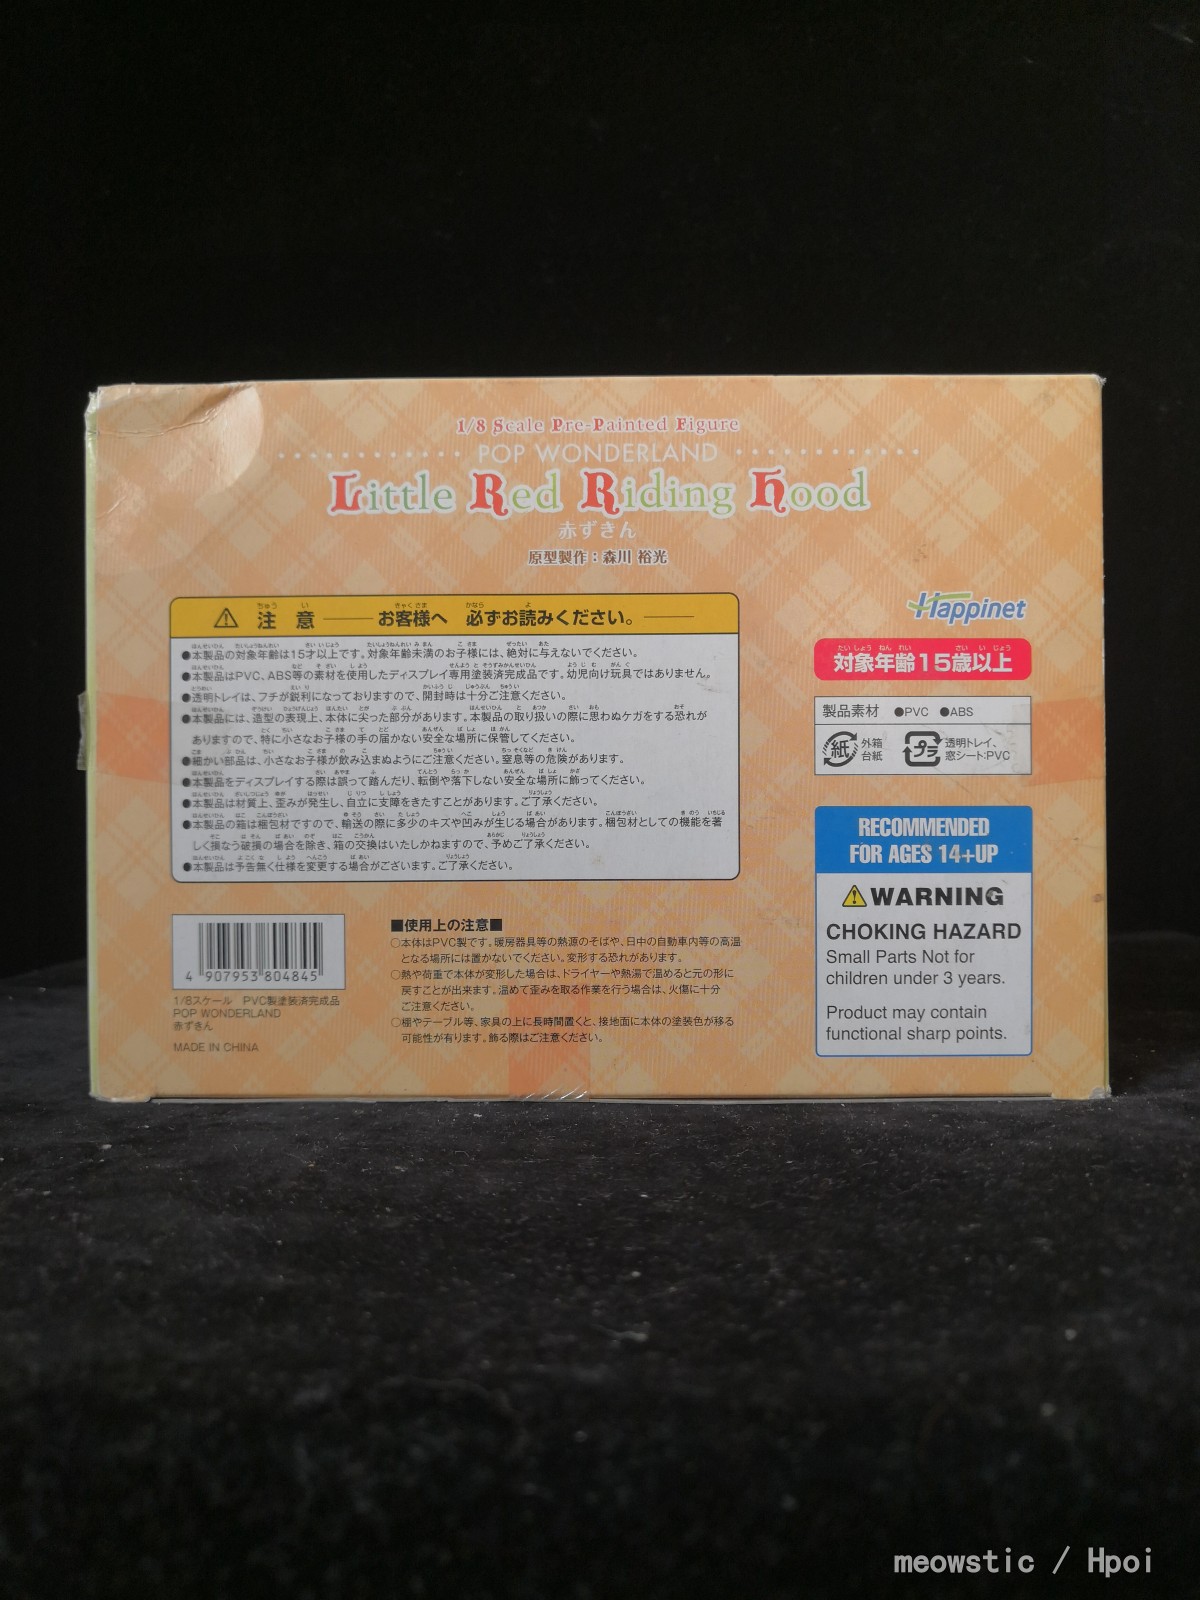 1/8 Scale Pre-Painted Figure
POP WONDERLAND
Little Red Riding Hood
赤ずきん
原型製作：森川 裕光
Happinet
注意 お客様へ 必ずお読みください。
●本製品の対象年齢は15才以上です。対象年齢未満のお子様には、絶対に与えないでください。
●本製品はPVC、ABS等の素材を使用したディスプレイ専用塗装済完成品です。幼児向け玩具ではありません。
●透明トレイは、フチが鋭利になっておりますので、開封時は十分ご注意ください。
●本製品には、造型の表現上、本体に尖った部分があります。本製品の取り扱いの際に思わぬケガをする恐れが
ありますので、特に小さなお子様の手の届かない安全な場所に保管してください。
●細かい部品は、小さなお子様が飲み込まぬようにご注意ください。窒息等の危険があります。
●本製品をディスプレイする際は誤って踏んだり、転倒や落下しない安全な場所に飾ってください。
●本製品は材質上、歪みが発生し、自立に支障をきたすことがあります。ご了承ください。
●本製品の箱は梱包材ですので、輸送の際に多少のキズや凹みが生じる場合があります。梱包材としての機能を著
しく損なう破損の場合を除き、箱の交換はいたしかねますので、予めご了承ください。
●本製品は予告無く仕様を変更する場合がございます。ご了承ください。
対象年齢15歳以上
たいしょうねんれい さいいじょう
製品素材 ●PVC ●ABS
紙 外箱
台紙
プラ 透明トレイ、
窓シート:PVC
RECOMMENDED
FOR AGES 14+UP
WARNING
CHOKING HAZARD
Small Parts Not for
children under 3 years.
Product may contain
functional sharp points.
4 907953 804845
1/8スケール PVC製塗装済完成品
POP WONDERLAND
赤ずきん
MADE IN CHINA
■使用上の注意■
○本体はPVC製です。暖房器具等の熱源のそばや、日中の自動車内等の高温
となる場所には置かないでください。変形する恐れがあります。
○熱や荷重で本体が変形した場合は、ドライヤーや熱湯で温めると元の形に
戻すことが出来ます。温めて歪みを取る作業を行う場合は、火傷に十分
ご注意ください。
○棚やテーブル等、家具の上に長時間置くと、接地面に本体の塗装色が移る
可能性が有ります。飾る際はご注意ください。
meowstic / Hpoi